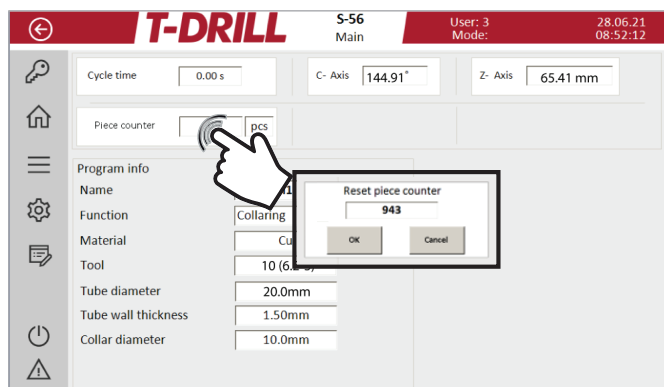 T-DRILL
S-56
Main
User: 3
Mode:
28.06.21
08:52:12
Cycle time 0.00 s
C- Axis 144.91°
Z- Axis 65.41 mm
Piece counter pcs
Program info
Name
Function Collaring
Material Cu
Tool 10 (6.
Tube diameter 20.0mm
Tube wall thickness 1.50mm
Collar diameter 10.0mm
Reset piece counter
943
OK Cancel